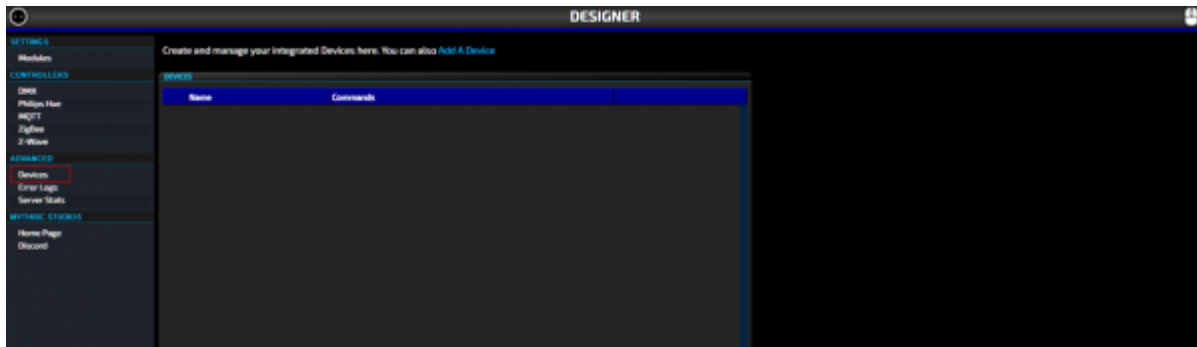 DESIGNER
SETTINGS
Modules
CONTROLLERS
DMX
Philips Hue
MQTT
ZigBee
Z-Wave
ADVANCED
Devices
Error Logs
Server Stats
MYTHRIC STUDIOS
Home Page
Discord
Create and manage your integrated Devices here. You can also Add A Device
DEVICES
Name Commands